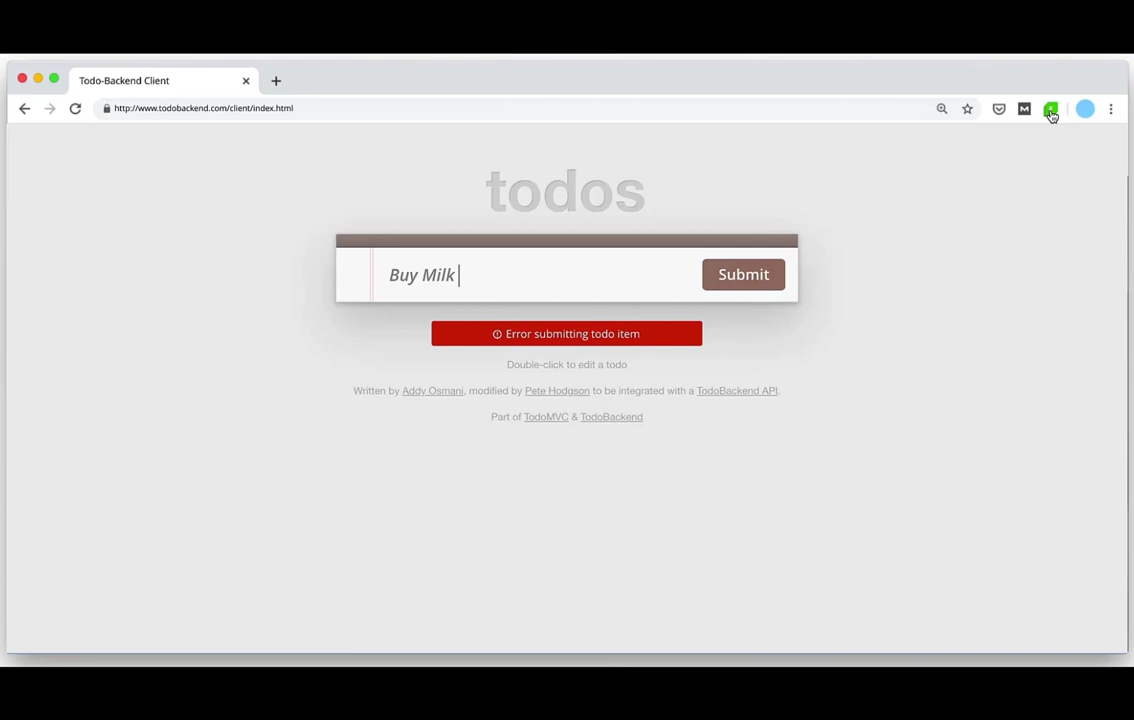 Todo-Backend Client
http://www.todobackend.com/client/index.html
M
todos
Buy Milk
Submit
Error submitting todo item
Double-click to edit a todo
Written by Addy Osmani, modified by Pete Hodgson to be integrated with a TodoBackend API.
Part of TodoMVC & TodoBackend